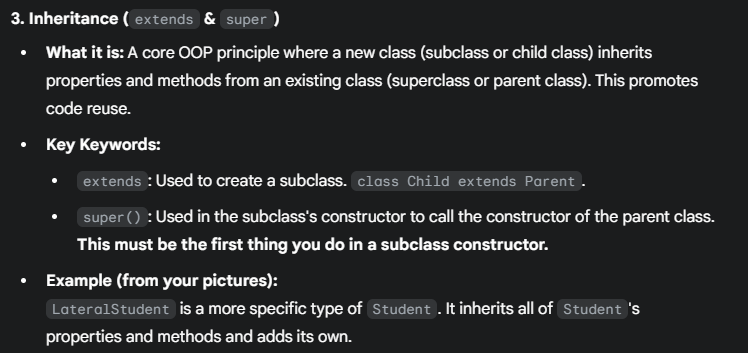 3. Inheritance ( extends & super )
• What it is: A core OOP principle where a new class (subclass or child class) inherits
properties and methods from an existing class (superclass or parent class). This promotes
code reuse.
• Key Keywords:
• extends : Used to create a subclass. class Child extends Parent .
• super() : Used in the subclass's constructor to call the constructor of the parent class.
This must be the first thing you do in a subclass constructor.
• Example (from your pictures):
LateralStudent is a more specific type of Student . It inherits all of Student 's
properties and methods and adds its own.